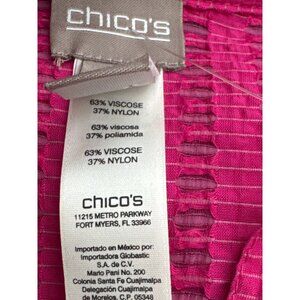 chico's
63% VISCOSE
37% NYLON
63% viscosa
37% poliamida
63% VISCOSE
37% NYLON
chico's
11215 METRO PARKWAY
FORT MYERS, FL 33966
Importado en México por:
Importadora Globastic
S.A. de C.V.
Mario Pani No. 200
Colonia Santa Fe Cuajimalpa
Delegación Cuajimalpa
de Morelos, C.P. 05348